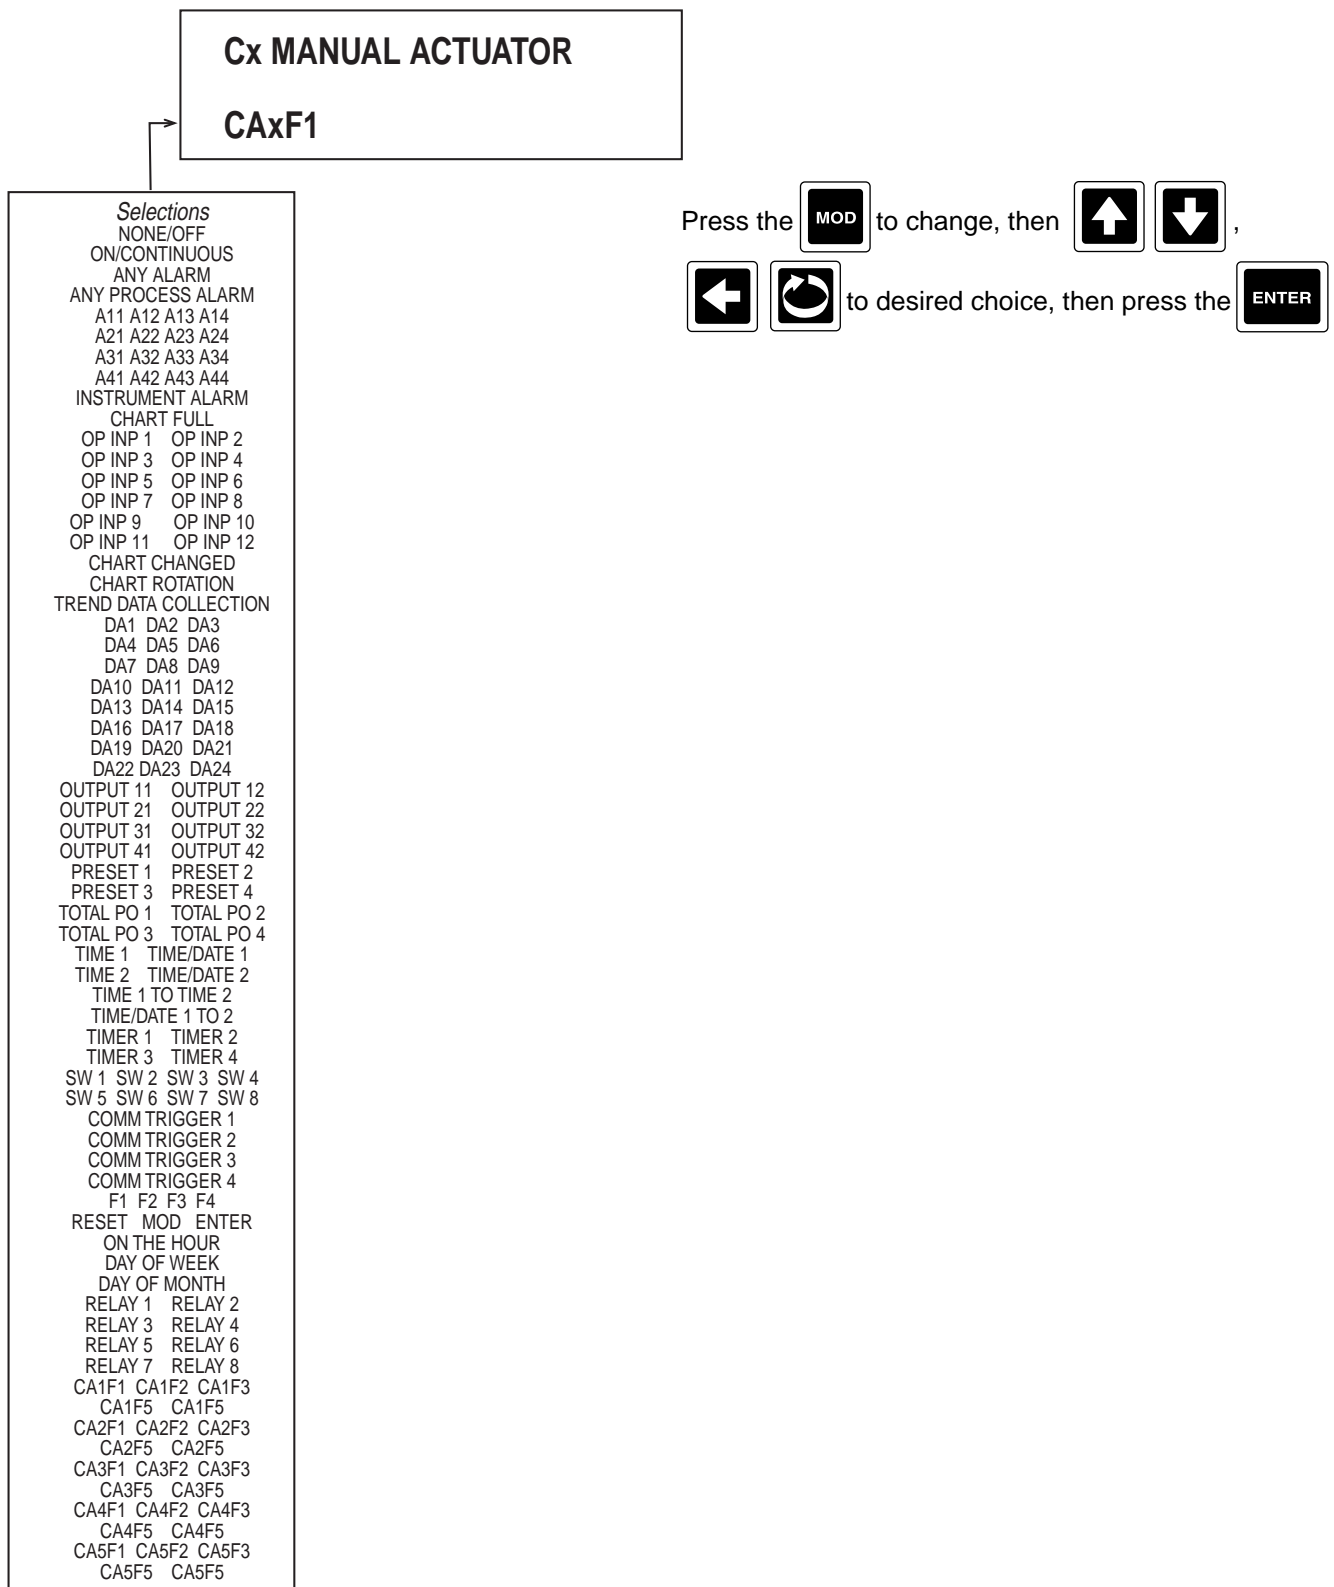 Cx MANUAL ACTUATOR
CAxF1
Press the MOD to change, then ,
to desired choice, then press the ENTER
Selections
NONE/OFF
ON/CONTINUOUS
ANY ALARM
ANY PROCESS ALARM
A11 A12 A13 A14
A21 A22 A23 A24
A31 A32 A33 A34
A41 A42 A43 A44
INSTRUMENT ALARM
CHART FULL
OP INP 1 OP INP 2
OP INP 3 OP INP 4
OP INP 5 OP INP 6
OP INP 7 OP INP 8
OP INP 9 OP INP 10
OP INP 11 OP INP 12
CHART CHANGED
CHART ROTATION
TREND DATA COLLECTION
DA1 DA2 DA3
DA4 DA5 DA6
DA7 DA8 DA9
DA10 DA11 DA12
DA13 DA14 DA15
DA16 DA17 DA18
DA19 DA20 DA21
DA22 DA23 DA24
OUTPUT 11 OUTPUT 12
OUTPUT 21 OUTPUT 22
OUTPUT 31 OUTPUT 32
OUTPUT 41 OUTPUT 42
PRESET 1 PRESET 2
PRESET 3 PRESET 4
TOTAL PO 1 TOTAL PO 2
TOTAL PO 3 TOTAL PO 4
TIME 1 TIME/DATE 1
TIME 2 TIME/DATE 2
TIME 1 TO TIME 2
TIME/DATE 1 TO 2
TIMER 1 TIMER 2
TIMER 3 TIMER 4
SW 1 SW 2 SW 3 SW 4
SW 5 SW 6 SW 7 SW 8
COMM TRIGGER 1
COMM TRIGGER 2
COMM TRIGGER 3
COMM TRIGGER 4
F1 F2 F3 F4
RESET MOD ENTER
ON THE HOUR
DAY OF WEEK
DAY OF MONTH
RELAY 1 RELAY 2
RELAY 3 RELAY 4
RELAY 5 RELAY 6
RELAY 7 RELAY 8
CA1F1 CA1F2 CA1F3
CA1F5 CA1F5
CA2F1 CA2F2 CA2F3
CA2F5 CA2F5
CA3F1 CA3F2 CA3F3
CA3F5 CA3F5
CA4F1 CA4F2 CA4F3
CA4F5 CA4F5
CA5F1 CA5F2 CA5F3
CA5F5 CA5F5